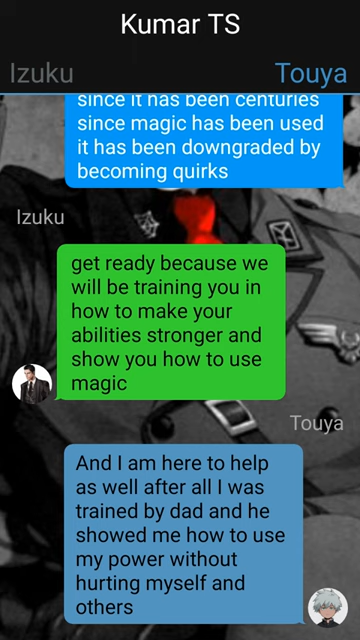 Kumar TS
Izuku
Touya
since it has been centuries
since magic has been used
it has been downgraded by
becoming quirks
Izuku
get ready because we
will be training you in
how to make your
abilities stronger and
show you how to use
magic
Touya
And I am here to help
as well after all I was
trained by dad and he
showed me how to use
my power without
hurting myself and
others